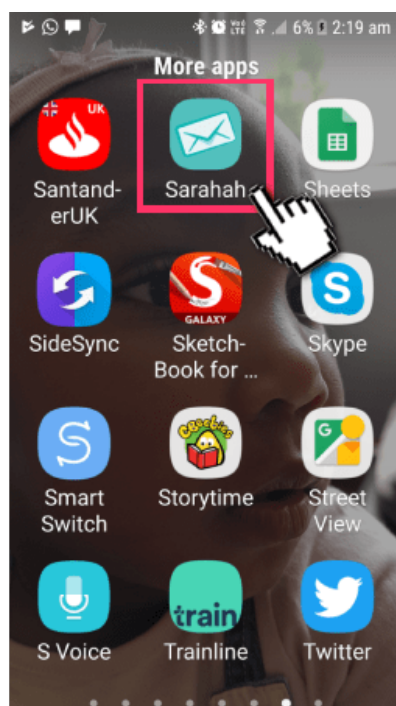 6% 2:19 am
More apps
UK
Santand-
erUK
Sarahah
Sheets
SideSync
GALAXY
Sketch-
Book for ...
Skype
Smart
Switch
CBeebies
Storytime
G
Street
View
S Voice
train
Trainline
Twitter